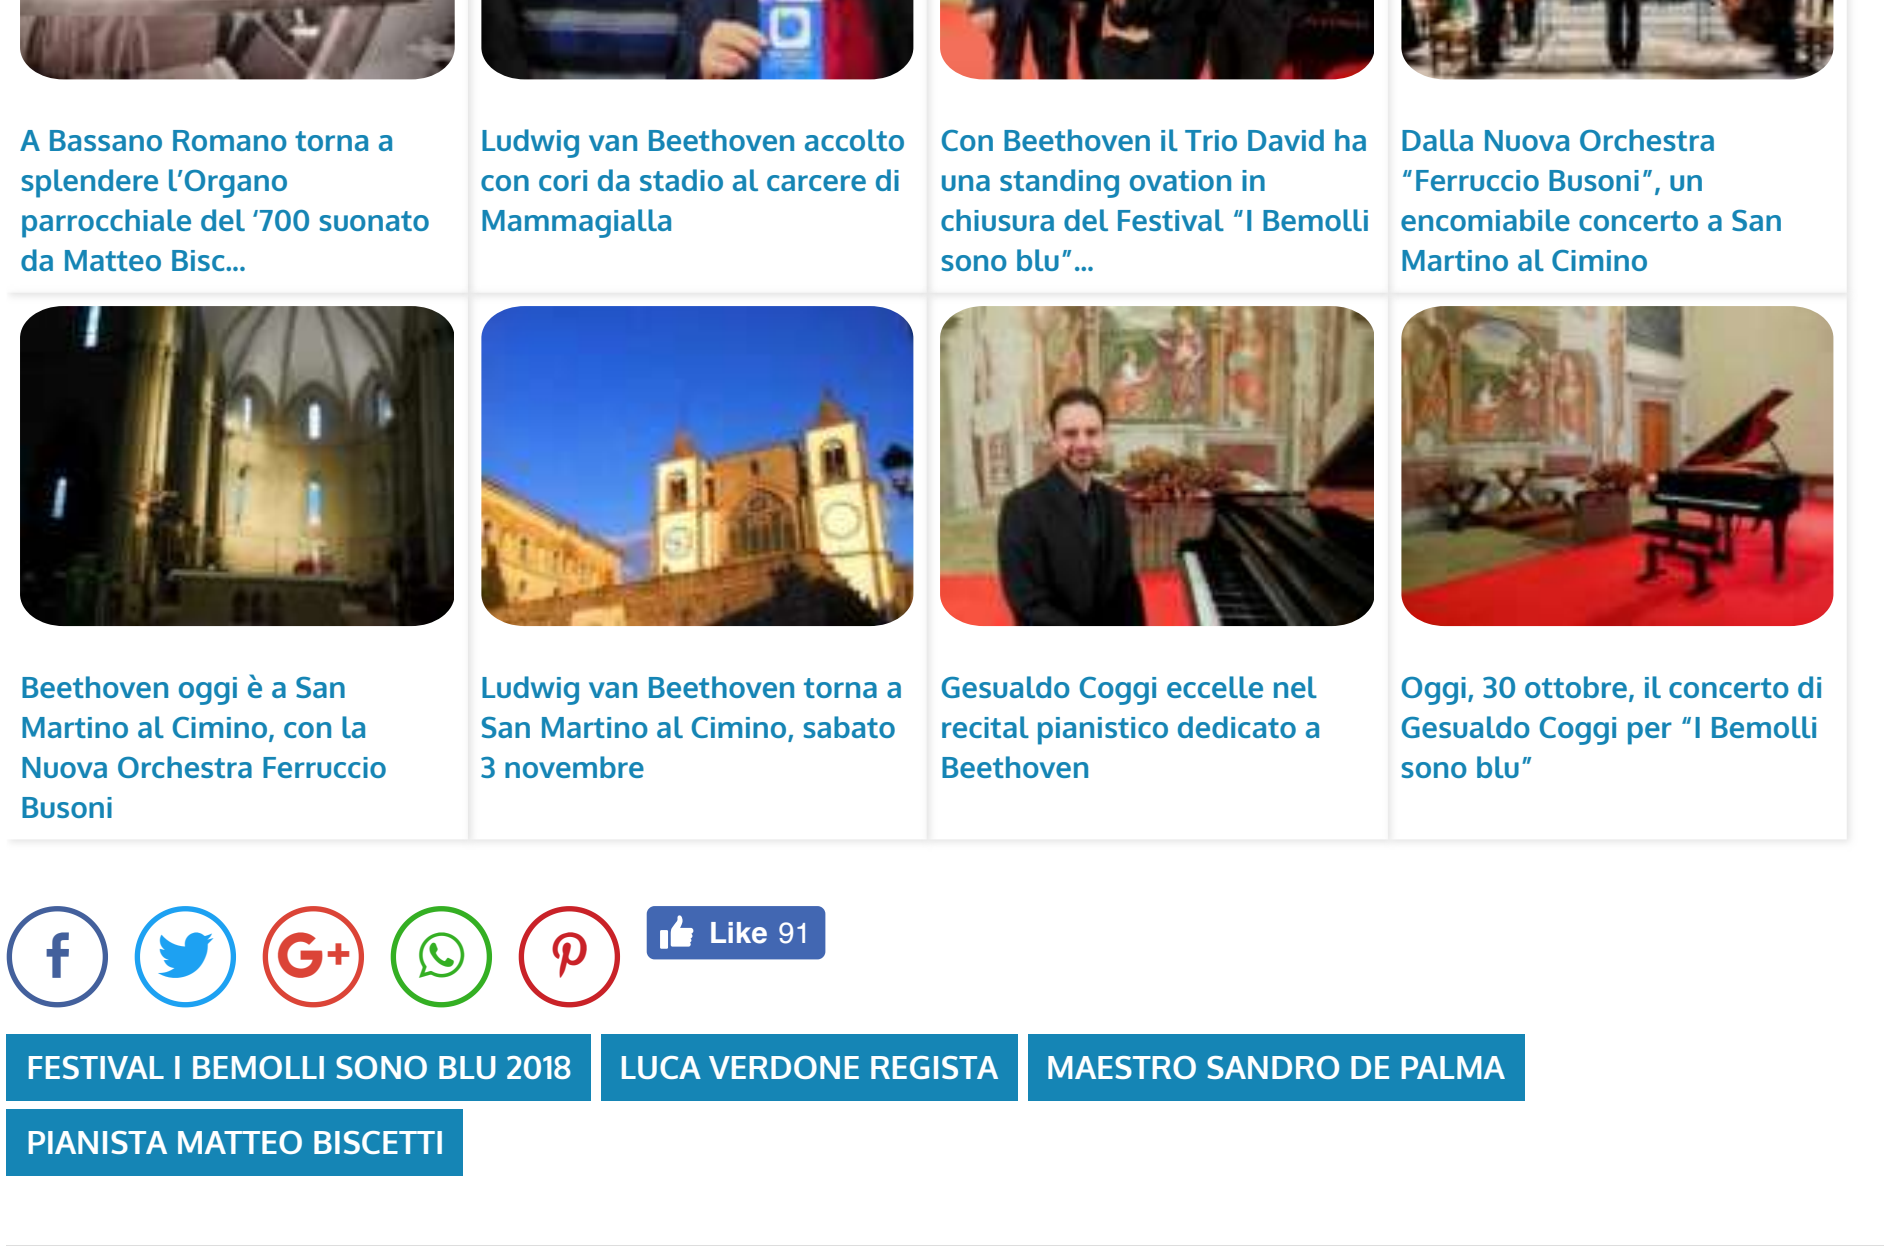 A Bassano Romano torna a
splendere l’Organo
parrocchiale del ‘700 suonato
da Matteo Bisc...
Ludwig van Beethoven accolto
con cori da stadio al carcere di
Mammagialla
Con Beethoven il Trio David ha
una standing ovation in
chiusura del Festival “I Bemolli
sono blu”...
Dalla Nuova Orchestra
“Ferruccio Busoni”, un
encomiabile concerto a San
Martino al Cimino
Beethoven oggi è a San
Martino al Cimino, con la
Nuova Orchestra Ferruccio
Busoni
Ludwig van Beethoven torna a
San Martino al Cimino, sabato
3 novembre
Gesualdo Coggi eccelle nel
recital pianistico dedicato a
Beethoven
Oggi, 30 ottobre, il concerto di
Gesualdo Coggi per “I Bemolli
sono blu”
Like 91
FESTIVAL I BEMOLLI SONO BLU 2018
LUCA VERDONE REGISTA
MAESTRO SANDRO DE PALMA
PIANISTA MATTEO BISCETTI